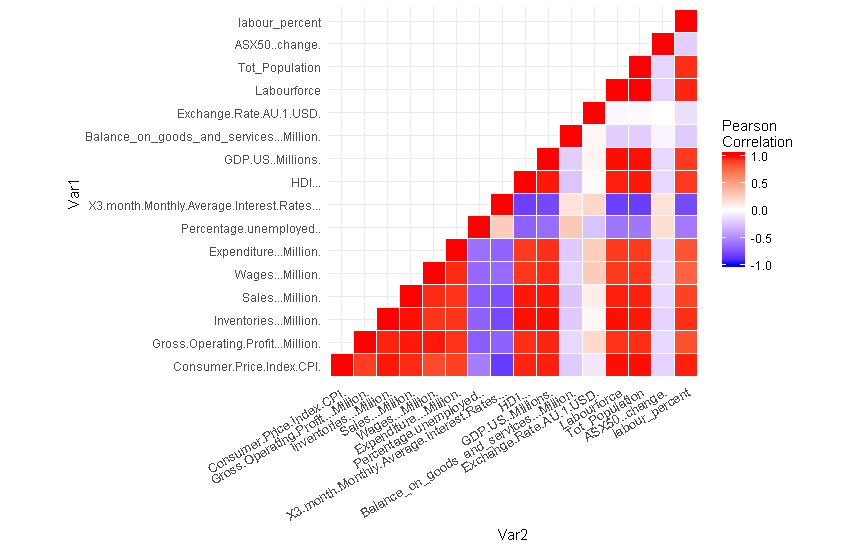 labour_percent
ASX50..change.
Tot_Population
Labourforce
Exchange.Rate.AU.1.USD.
Balance_on_goods_and_services...Million.
GDP.US..Millions.
HDI...
X3.month.Monthly.Average.Interest.Rates...
Percentage.unemployed..
Expenditure...Million.
Wages...Million.
Sales...Million.
Inventories...Million.
Gross.Operating.Profit...Million.
Consumer.Price.Index.CPI.
Var1
Consumer.Price.Index.CPI.
Gross.Operating.Profit...Million.
Inventories...Million.
Sales...Million.
Wages...Million.
Expenditure...Million.
Percentage.unemployed..
X3.month.Monthly.Average.Interest.Rates...
HDI...
GDP.US..Millions.
Balance_on_goods_and_services...Million.
Exchange.Rate.AU.1.USD.
Labourforce
Tot_Population
ASX50..change.
labour_percent
Var2
Pearson
Correlation
1.0
0.5
0.0
-0.5
-1.0